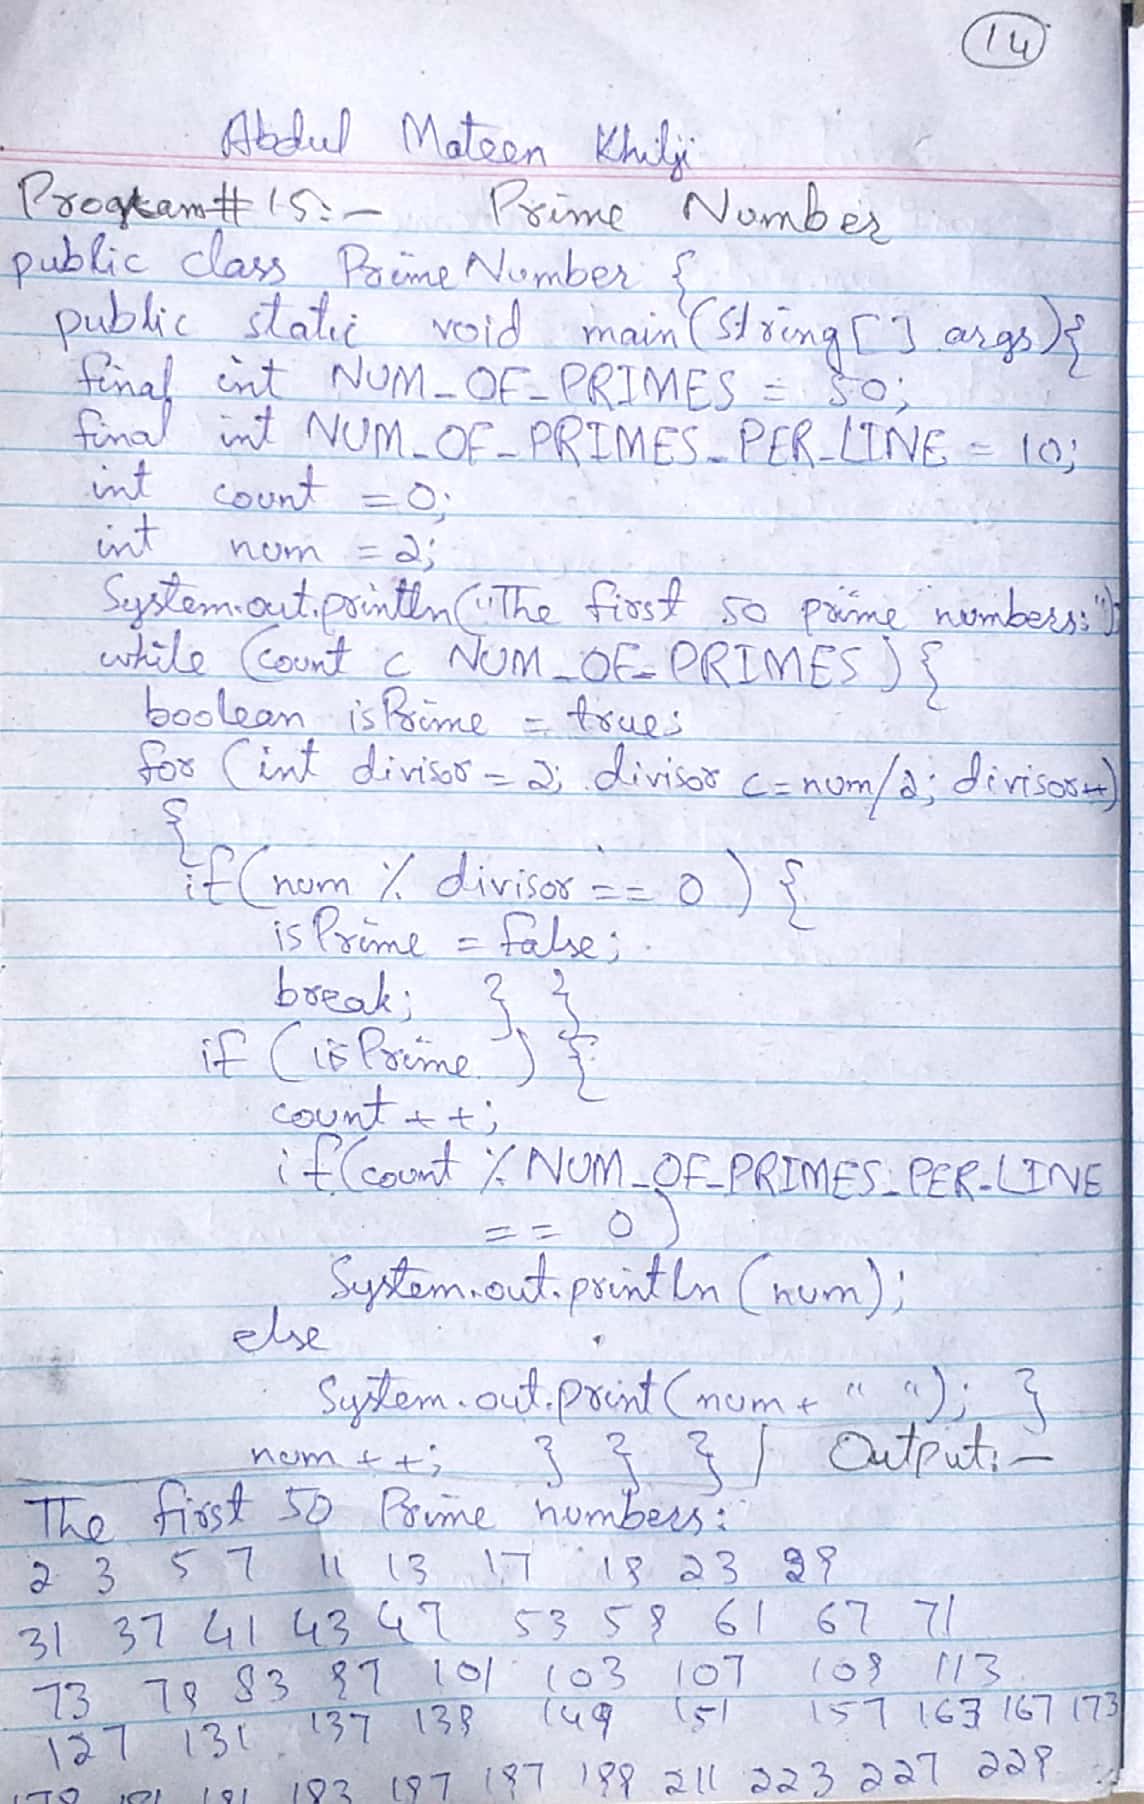 14
Abdul Mateen Khilji
Program # 15:- Prime Number
public class PrimeNumber {
public static void main(String[] args){
final int NUM_OF_PRIMES = 50;
final int NUM_OF_PRIMES_PER_LINE = 10;
int count = 0;
int num = 2;
System.out.println("The first 50 prime numbers:");
while (count < NUM_OF_PRIMES) {
boolean isPrime = true;
for (int divisor = 2; divisor <= num/2; divisor++)
{
if(num % divisor == 0) {
isPrime = false;
break; } }
if (isPrime) {
count++;
if(count % NUM_OF_PRIMES_PER_LINE
== 0)
System.out.println(num);
else
System.out.print(num+" "); }
num++; } } } | Output:-
The first 50 Prime numbers:
2 3 5 7 11 13 17 19 23 29
31 37 41 43 47 53 59 61 67 71
73 79 83 97 101 103 107 109 113
127 131 137 139 149 151 157 163 167 173
193 197 197 199 211 223 227 229